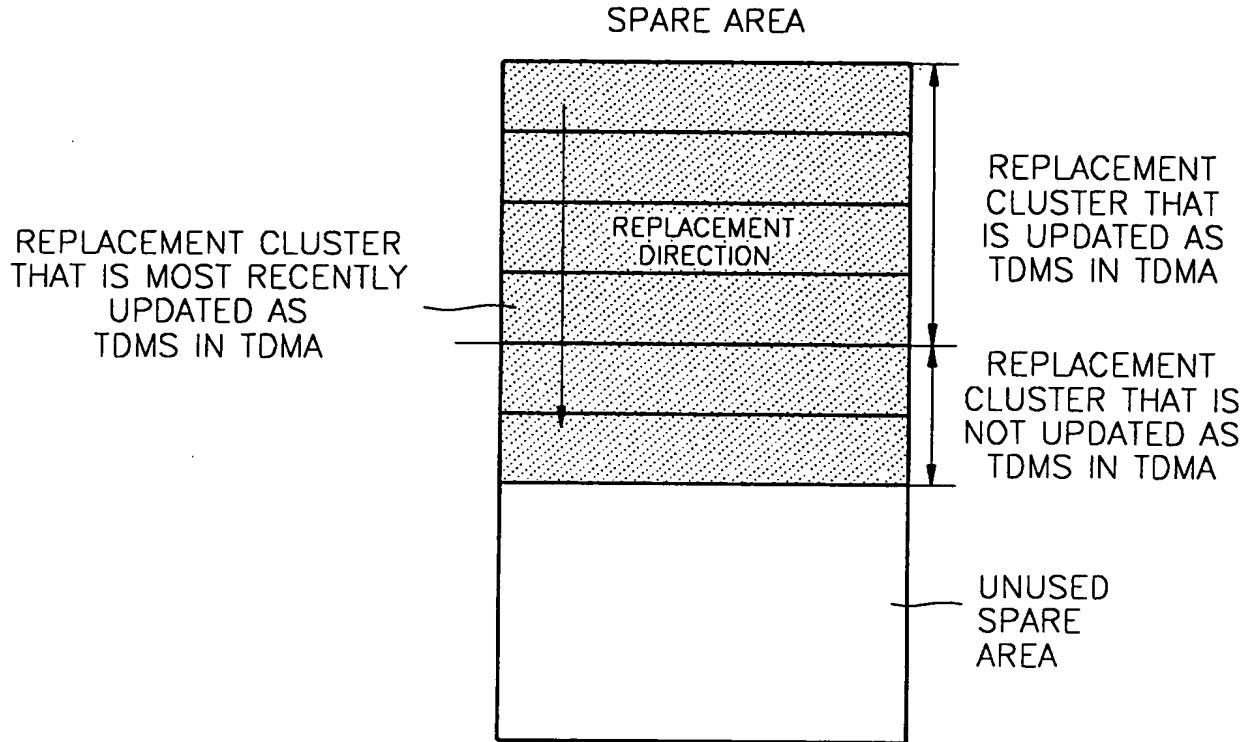 SPARE AREA
REPLACEMENT CLUSTER
THAT IS MOST RECENTLY
UPDATED AS
TDMS IN TDMA
REPLACEMENT
DIRECTION
REPLACEMENT
CLUSTER THAT
IS UPDATED AS
TDMS IN TDMA
REPLACEMENT
CLUSTER THAT IS
NOT UPDATED AS
TDMS IN TDMA
UNUSED
SPARE
AREA